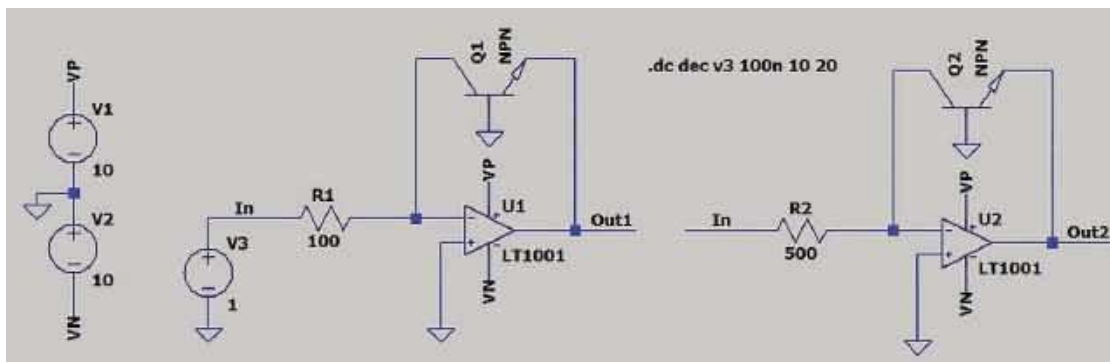 VP
V1
10
V2
10
VN
In
V3
1
R1
100
Q1
NPN
VP
U1
LT1001
VN
Out1
.dc dec v3 100n 10 20
In
R2
500
Q2
NPN
VP
U2
LT1001
VN
Out2